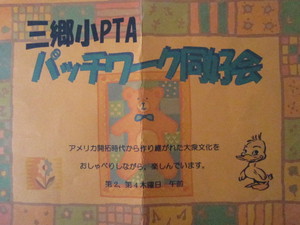 三郷小PTA
パッチワーク同好会
アメリカ開拓時代から作り継がれた大衆文化を
おしゃべりしながら、楽しんでいます。
第2、第4木曜日 午前